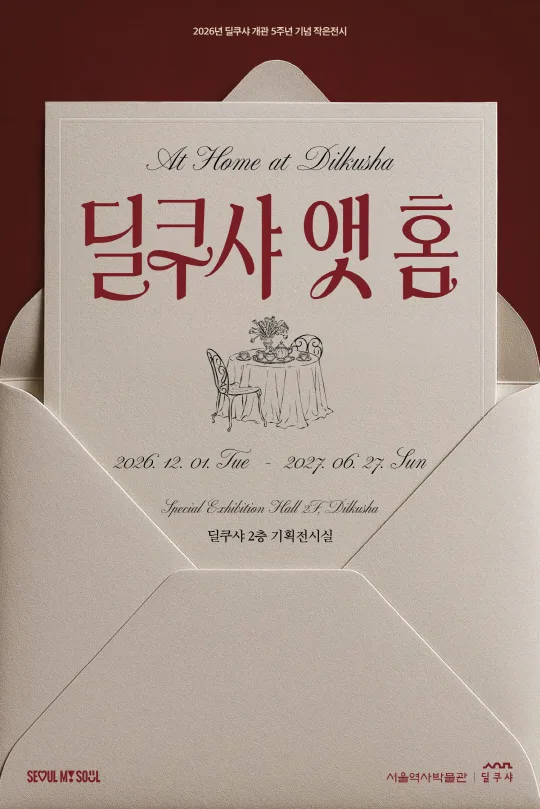 2026년 딜쿠샤 개관 5주년 기념 작은전시
At Home at Dilkusha
딜쿠샤 앳 홈
2026. 12. 01. Tue - 2027. 06. 27. Sun
Special Exhibition Hall 2F, Dilkusha
딜쿠샤 2층 기획전시실
SEOUL MY SOUL
서울역사박물관 | 딜쿠샤